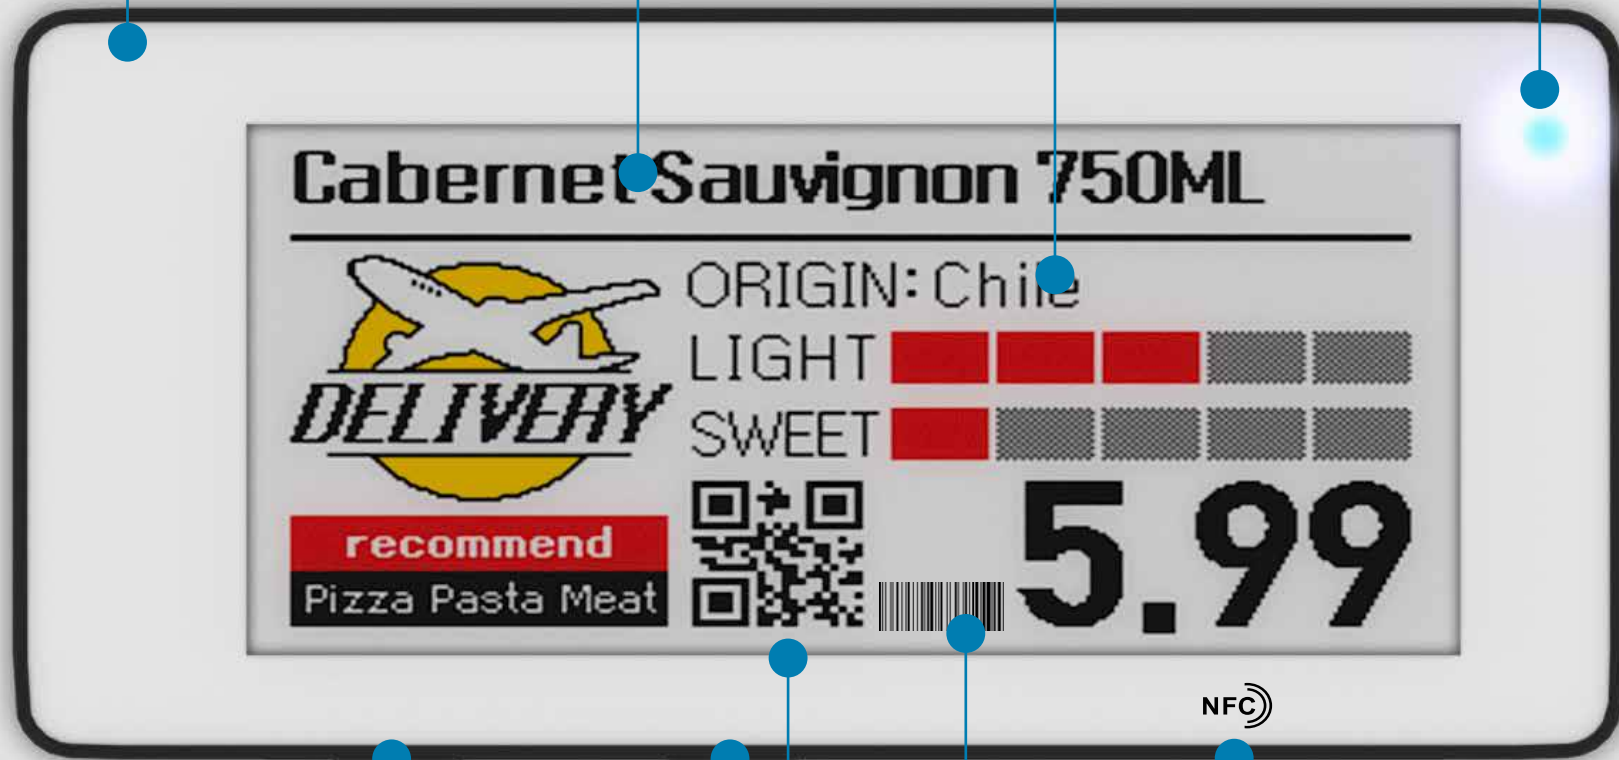 Cabernet Sauvignon 750ML
ORIGIN: Chile
LIGHT
SWEET
DELIVERY
recommend
Pizza Pasta Meat
5.99
NFC